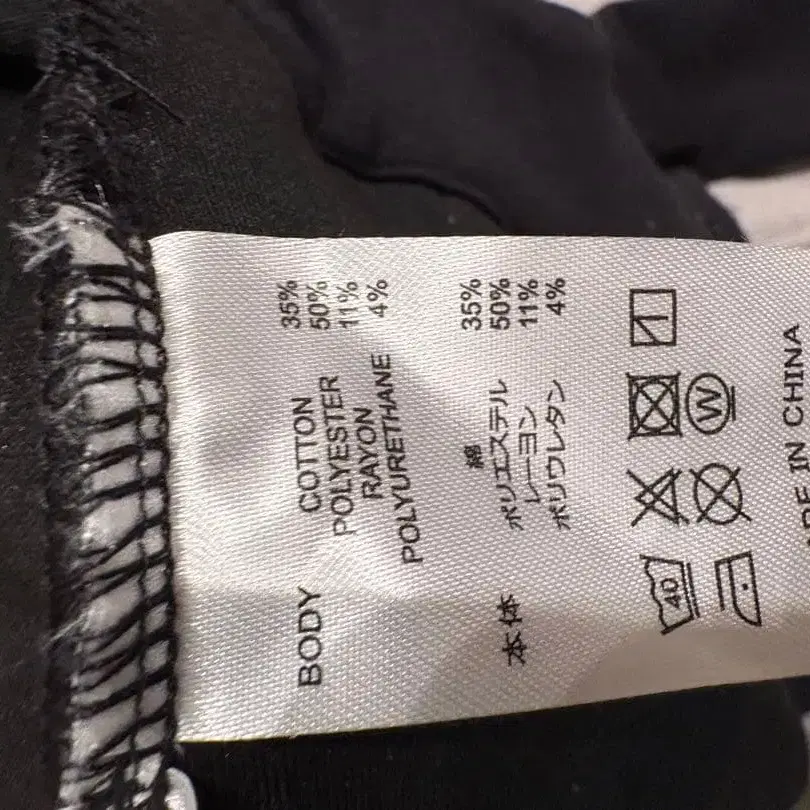 BODY COTTON 35%
POLYESTER 50%
RAYON 11%
POLYURETHANE 4%
本体 綿 35%
ポリエステル 50%
レーヨン 11%
ポリウレタン 4%
40
W
IN CHINA